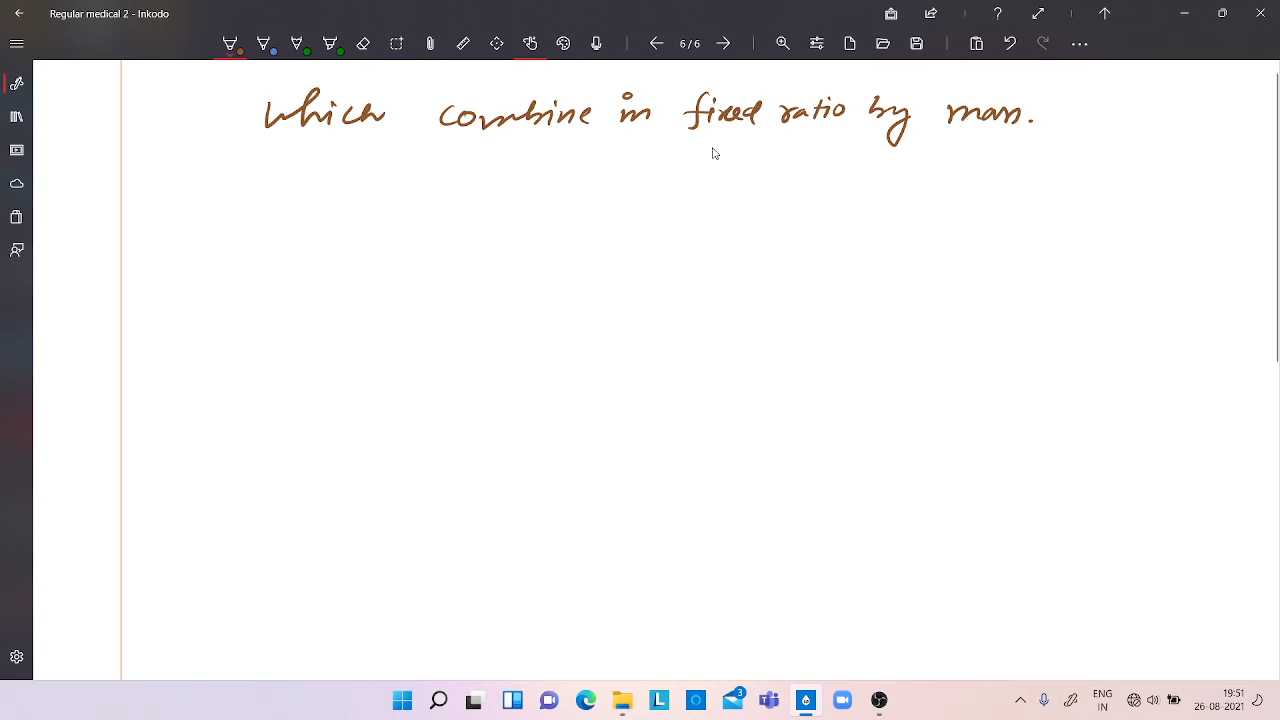 Regular medical 2 - Inkodo
6/6
which combine in fixed ratio by mass.
3
ENG
IN
19:51
26-08-2021